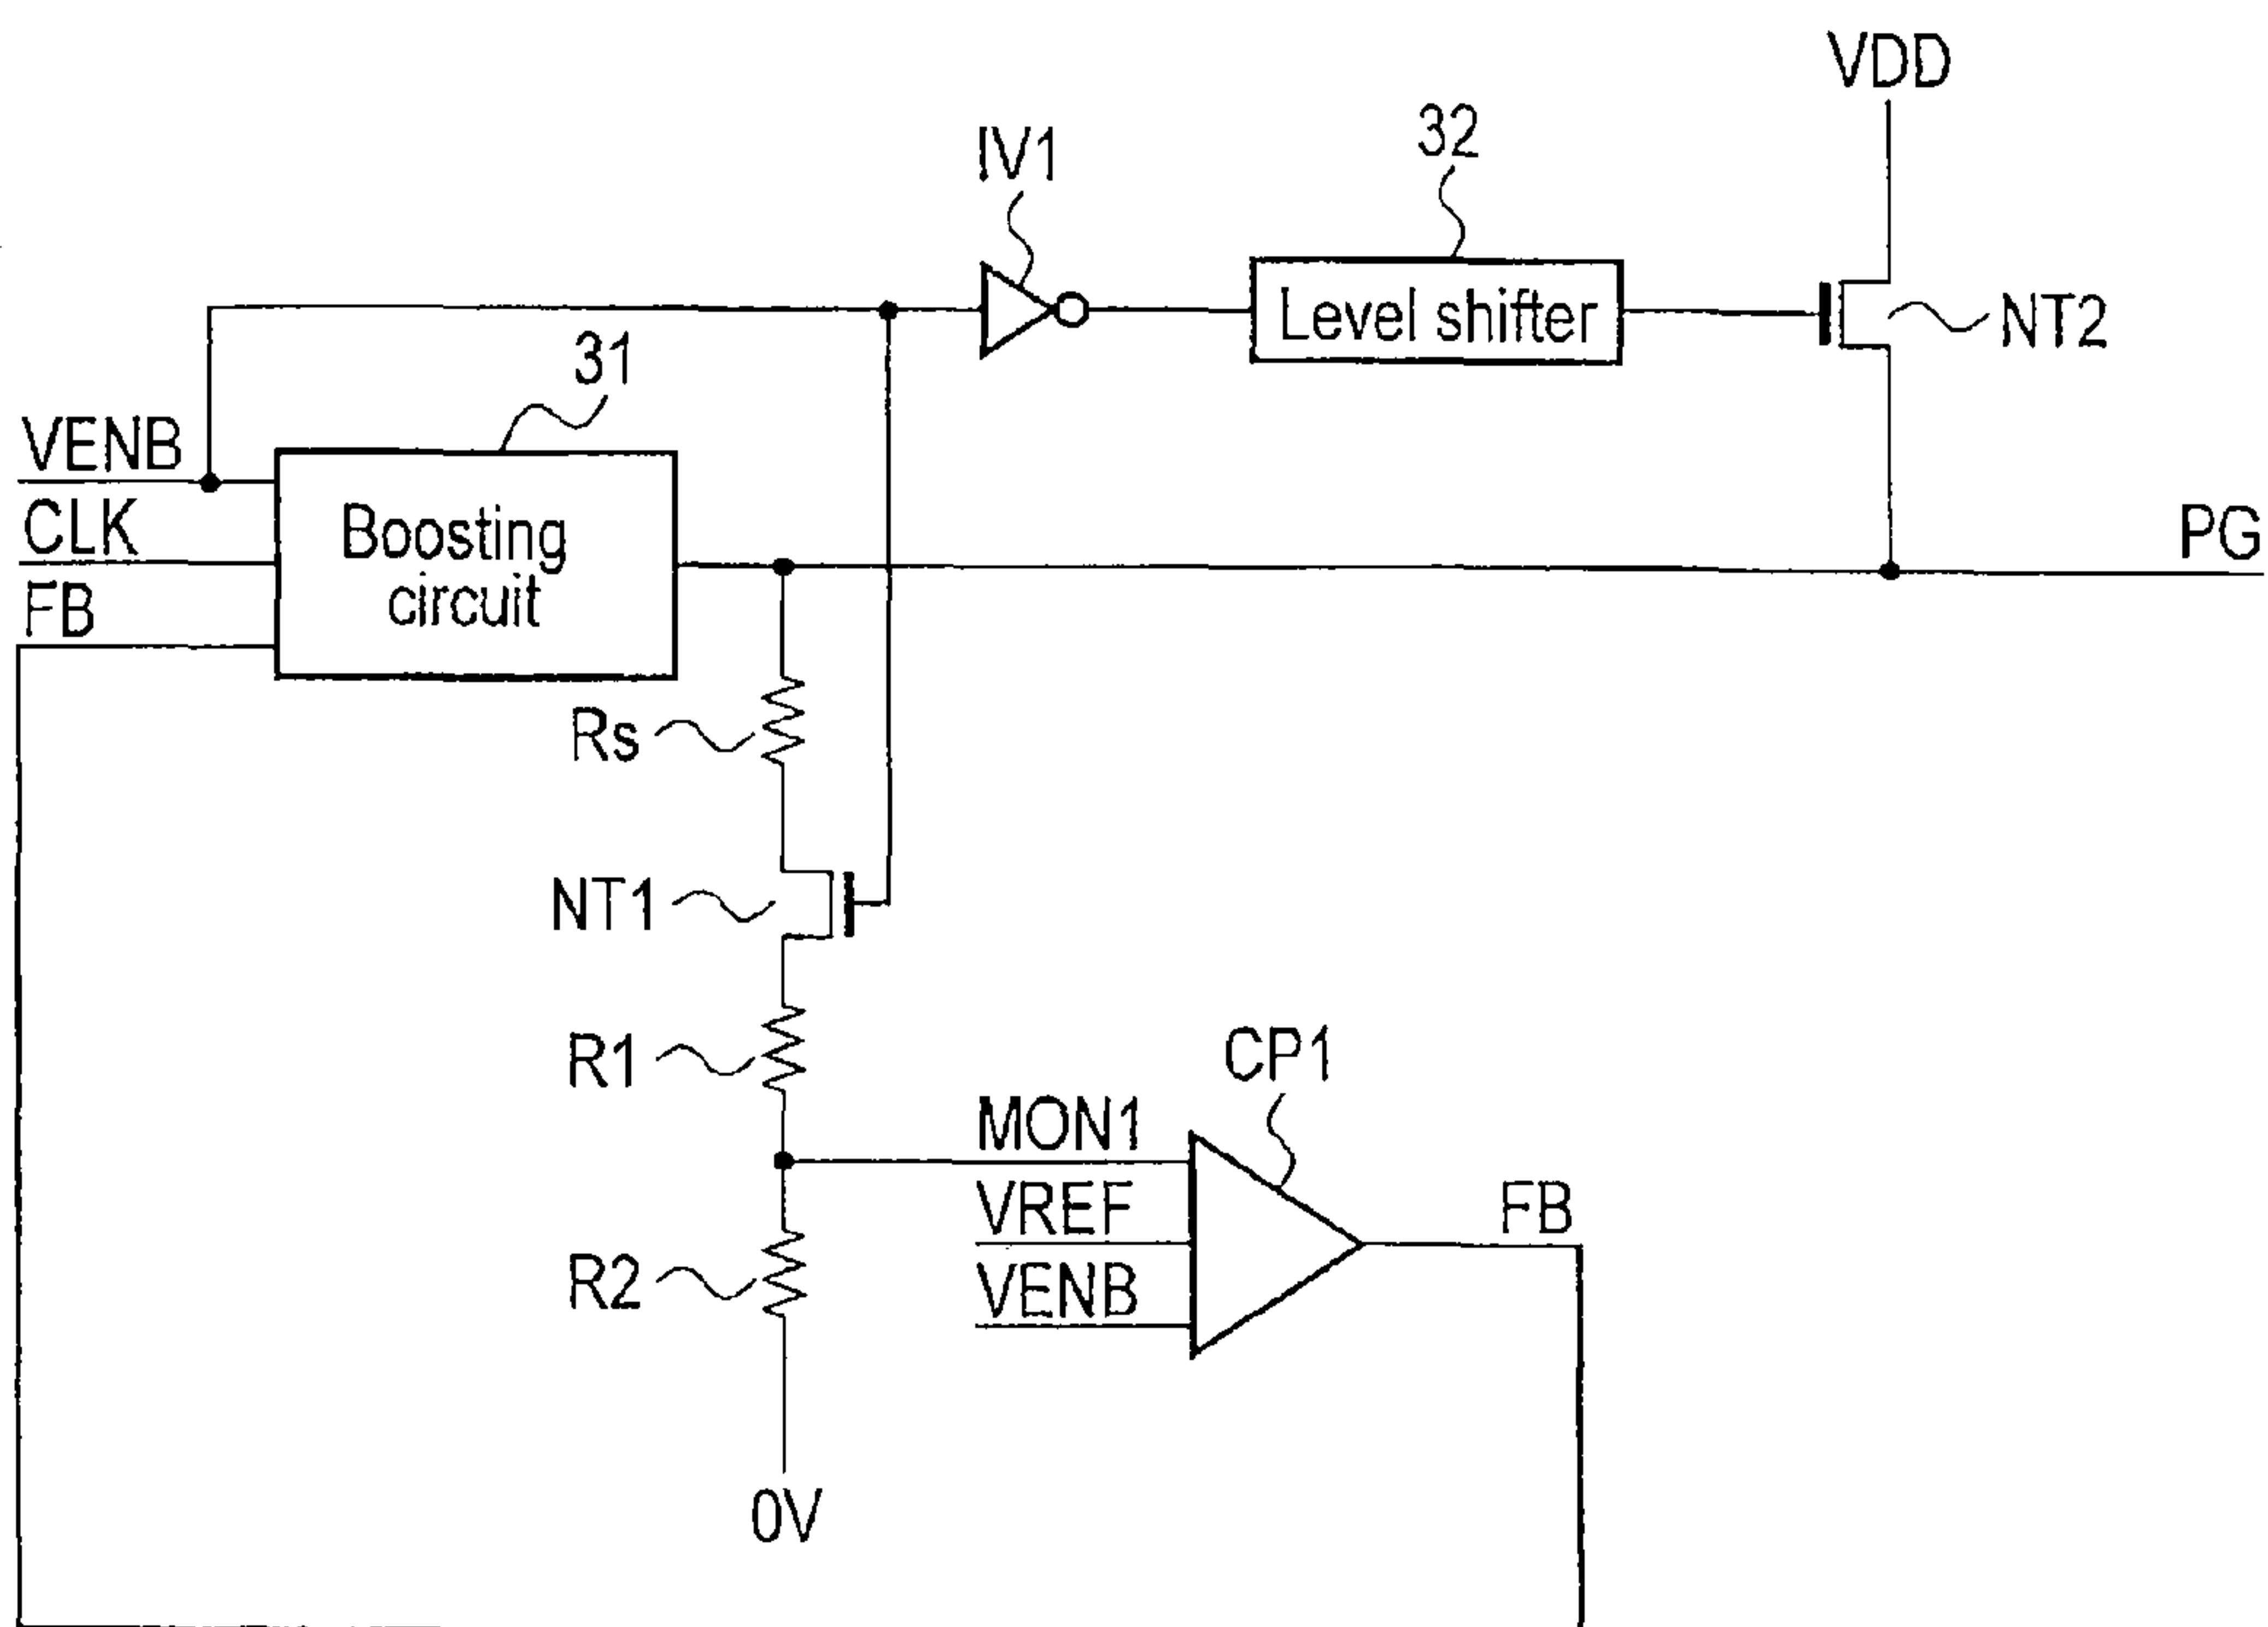 VDD
32
IV1
Level shifter
NT2
31
VENB
CLK
FB
Boosting
circuit
PG
Rs
NT1
R1
CP1
MON1
VREF
VENB
FB
R2
0V